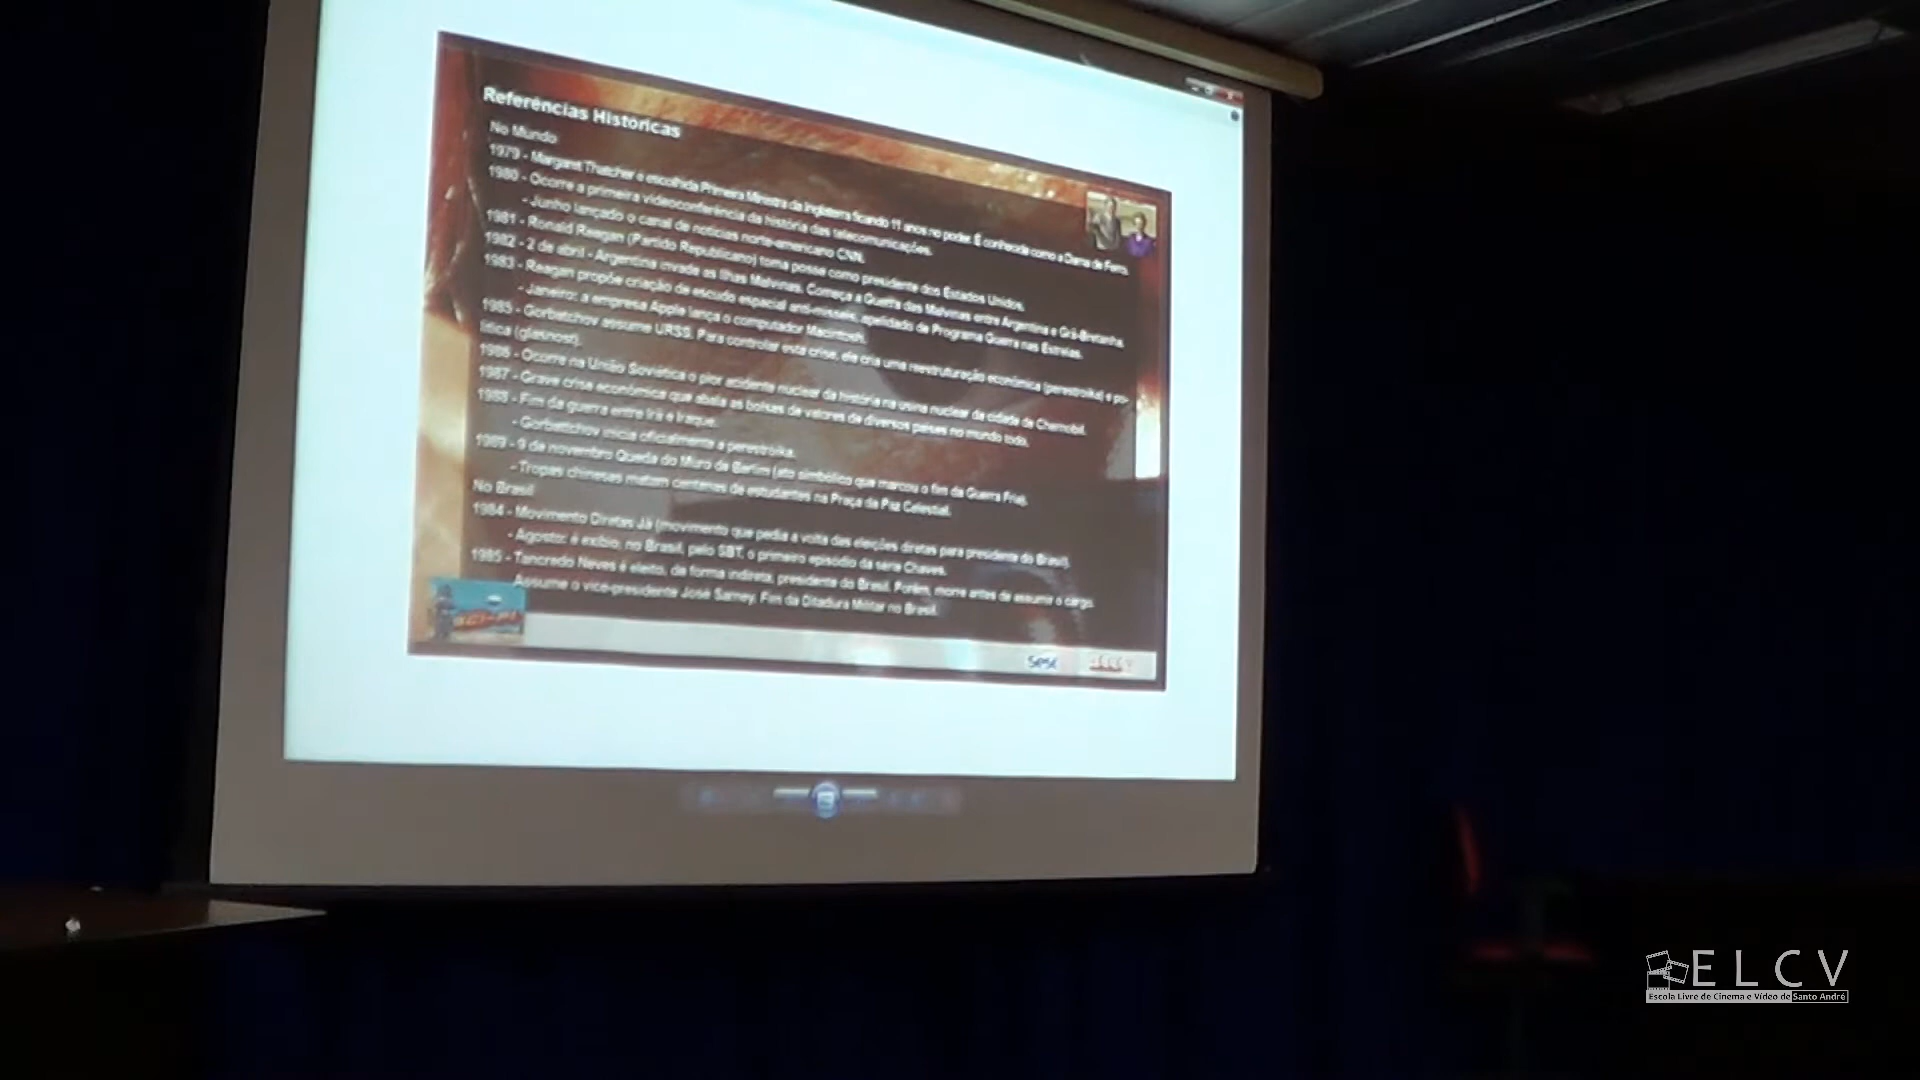 Referências Históricas
No Mundo
1979 - Margaret Thatcher é escolhida Primeira Ministra da Inglaterra ficando 11 anos no poder. É conhecida como a Dama de Ferro.
1980 - Ocorre a primeira videoconferência da história das telecomunicações.
- Junho lançado o canal de notícias norte-americano CNN.
1981 - Ronald Reagan (Partido Republicano) toma posse como presidente dos Estados Unidos.
1982 - 2 de abril - Argentina invade as Ilhas Malvinas. Começa a Guerra das Malvinas entre Argentina e Grã-Bretanha.
1983 - Reagan propõe criação de escudo espacial anti-mísseis, apelidado de Programa Guerra nas Estrelas.
- Janeiro: a empresa Apple lança o computador Macintosh.
1985 - Gorbatchov assume URSS. Para controlar esta crise, ele cria uma reestruturação econômica (perestroika) e po-
lítica (glasnost).
1986 - Ocorre na União Soviética o pior acidente nuclear da história na usina nuclear da cidade de Chernobil.
1987 - Grave crise econômica que abala as bolsas de valores de diversos países no mundo todo.
1988 - Fim da guerra entre Irã e Iraque.
- Gorbattchov inicia oficialmente a perestroika.
1989 - 9 de novembro Queda do Muro de Berlim (ato simbólico que marcou o fim da Guerra Fria).
- Tropas chinesas matam centenas de estudantes na Praça da Paz Celestial.
No Brasil
1984 - Movimento Diretas Já (movimento que pedia a volta das eleições diretas para presidente do Brasil).
- Agosto: é exibio, no Brasil, pelo SBT, o primeiro episódio da série Chaves.
1985 - Tancredo Neves é eleito, de forma indireta, presidente do Brasil. Porém, morre antes de assumir o cargo.
Assume o vice-presidente José Sarney. Fim da Ditadura Militar no Brasil.
SCI-FI
sesc ELCV
ELCV
Escola Livre de Cinema e Vídeo de Santo André